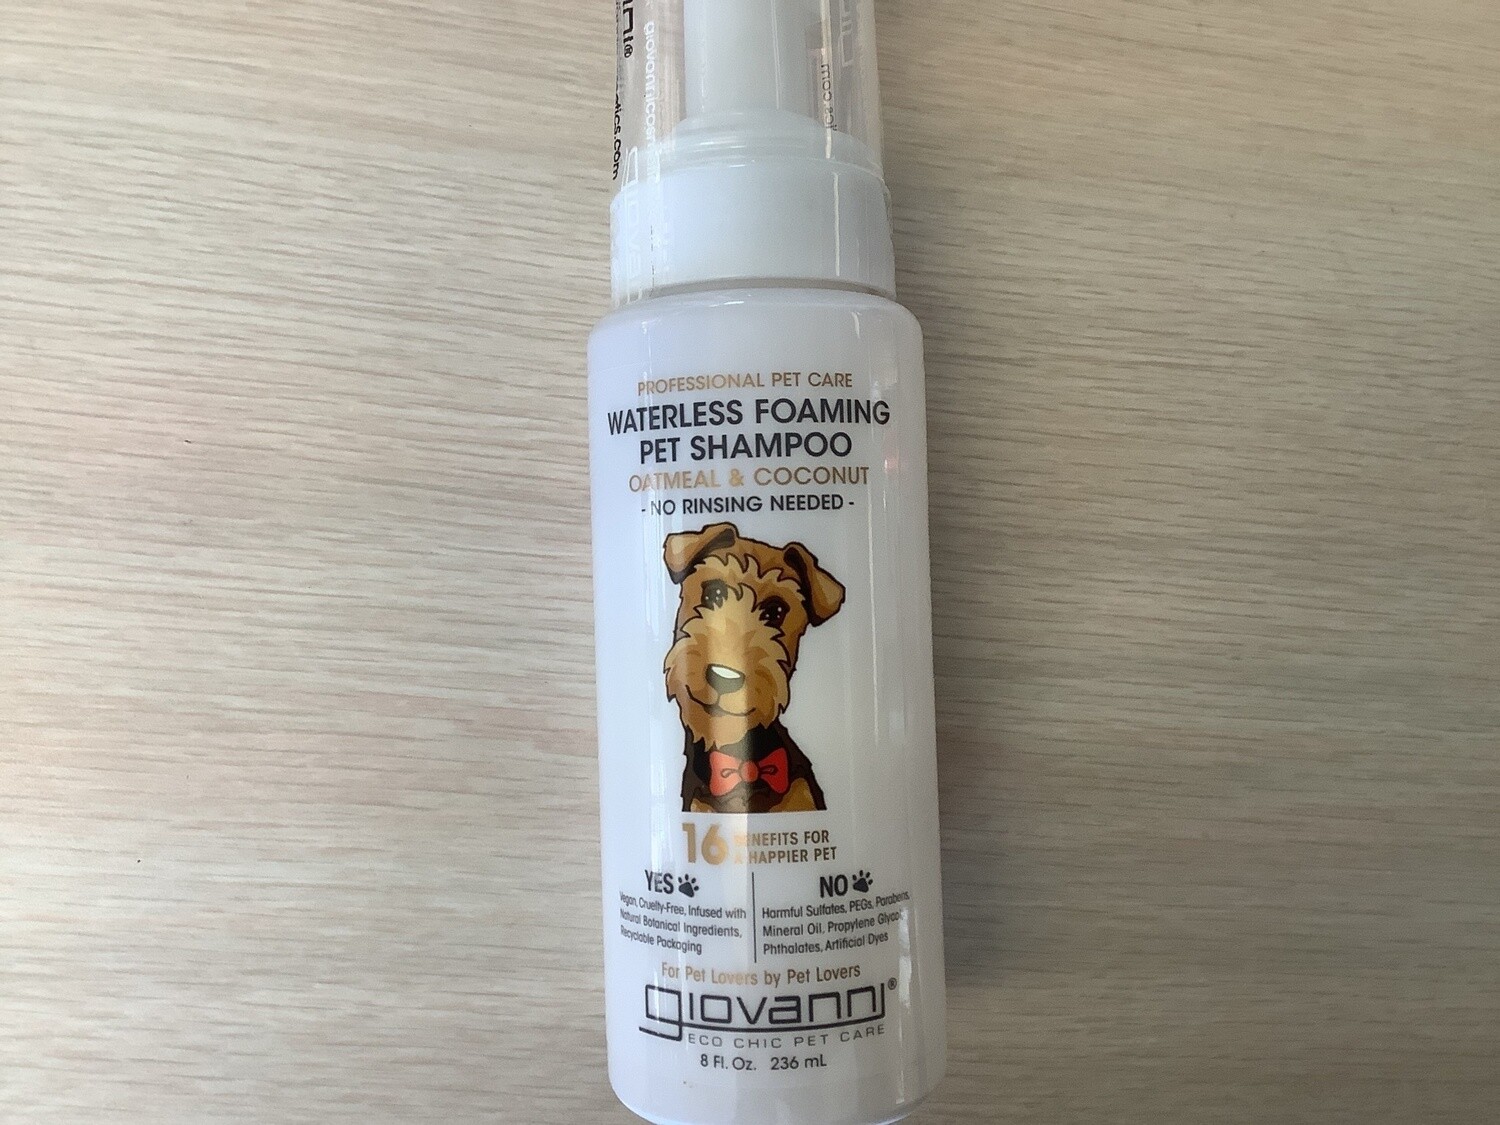 PROFESSIONAL PET CARE
WATERLESS FOAMING
PET SHAMPOO
OATMEAL & COCONUT
- NO RINSING NEEDED -
16 BENEFITS FOR
A HAPPIER PET
YES
Vegan, Cruelty-Free, Infused with
Natural Botanical Ingredients,
Recyclable Packaging
NO
Harmful Sulfates, PEGs, Parabens,
Mineral Oil, Propylene Glycol,
Phthalates, Artificial Dyes
For Pet Lovers by Pet Lovers
giovanni®
ECO CHIC PET CARE
8 Fl. Oz. 236 mL